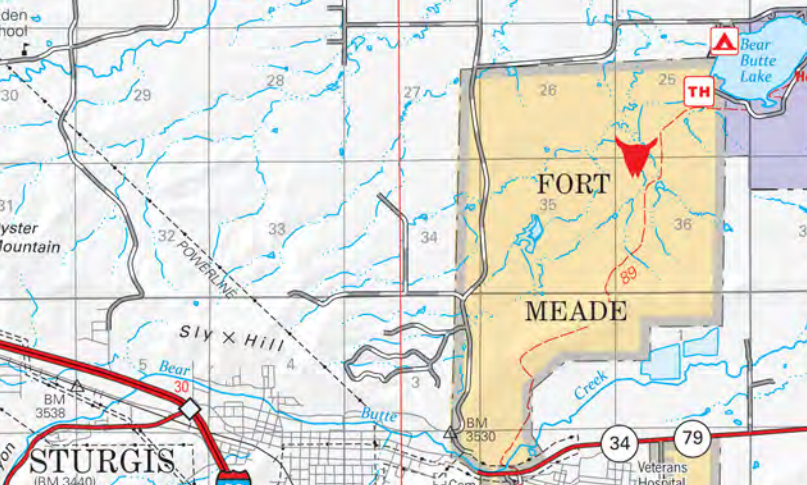 Bear
Butte
Lake
TH
30
29
28
27
26
25
FORT
31
32
33
34
35
36
Mountain
POWERLINE
89
MEADE
Sly × Hill
5
4
3
1
Bear
30
BM
3538
Butte
Creek
BM
3530
34
79
STURGIS
(BM 3440)
Veterans
Hospital